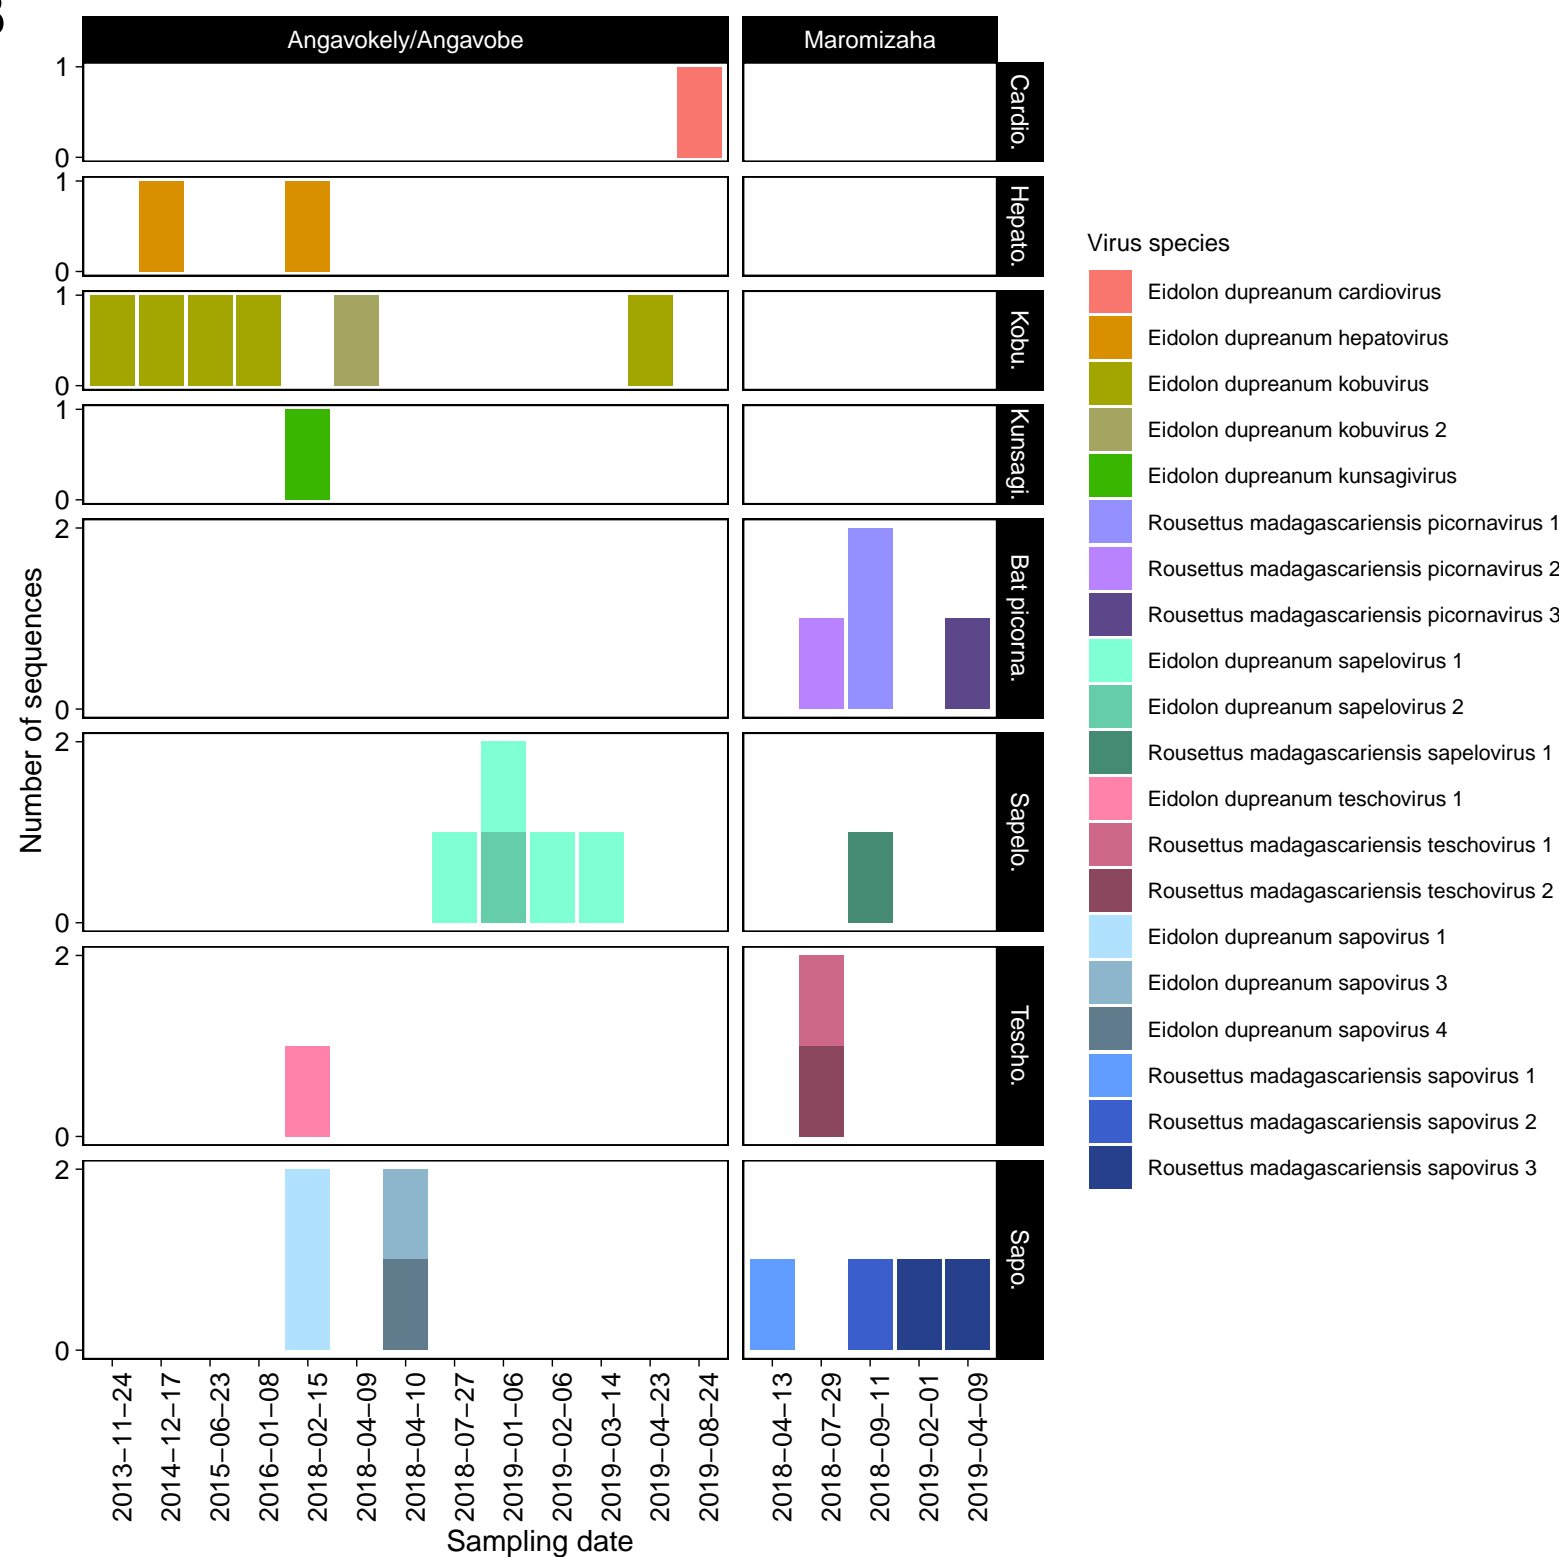 Angavokely/Angavobe
Maromizaha
Number of sequences
1
0
Cardio.
1
0
Hepato.
1
0
Kobu.
1
0
Kunsagi.
2
0
Bat picorna.
2
0
Sapelo.
2
0
Tescho.
2
0
Sapo.
2013−11−24
2014−12−17
2015−06−23
2016−01−08
2018−02−15
2018−04−09
2018−04−10
2018−07−27
2019−01−06
2019−02−06
2019−03−14
2019−04−23
2019−08−24
2018−04−13
2018−07−29
2018−09−11
2019−02−01
2019−04−09
Sampling date
Virus species
Eidolon dupreanum cardiovirus
Eidolon dupreanum hepatovirus
Eidolon dupreanum kobuvirus
Eidolon dupreanum kobuvirus 2
Eidolon dupreanum kunsagivirus
Rousettus madagascariensis picornavirus 1
Rousettus madagascariensis picornavirus 2
Rousettus madagascariensis picornavirus 3
Eidolon dupreanum sapelovirus 1
Eidolon dupreanum sapelovirus 2
Rousettus madagascariensis sapelovirus 1
Eidolon dupreanum teschovirus 1
Rousettus madagascariensis teschovirus 1
Rousettus madagascariensis teschovirus 2
Eidolon dupreanum sapovirus 1
Eidolon dupreanum sapovirus 3
Eidolon dupreanum sapovirus 4
Rousettus madagascariensis sapovirus 1
Rousettus madagascariensis sapovirus 2
Rousettus madagascariensis sapovirus 3